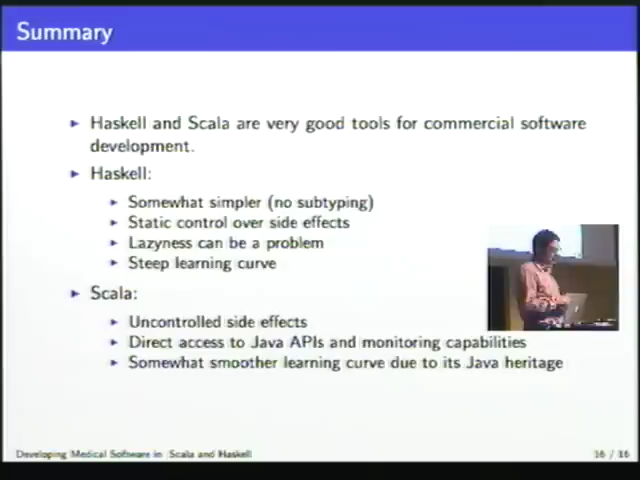 Summary
Haskell and Scala are very good tools for commercial software
development.
Haskell:
Somewhat simpler (no subtyping)
Static control over side effects
Lazyness can be a problem
Steep learning curve
Scala:
Uncontrolled side effects
Direct access to Java APIs and monitoring capabilities
Somewhat smoother learning curve due to its Java heritage
Developing Medical Software in Scala and Haskell
16 / 16